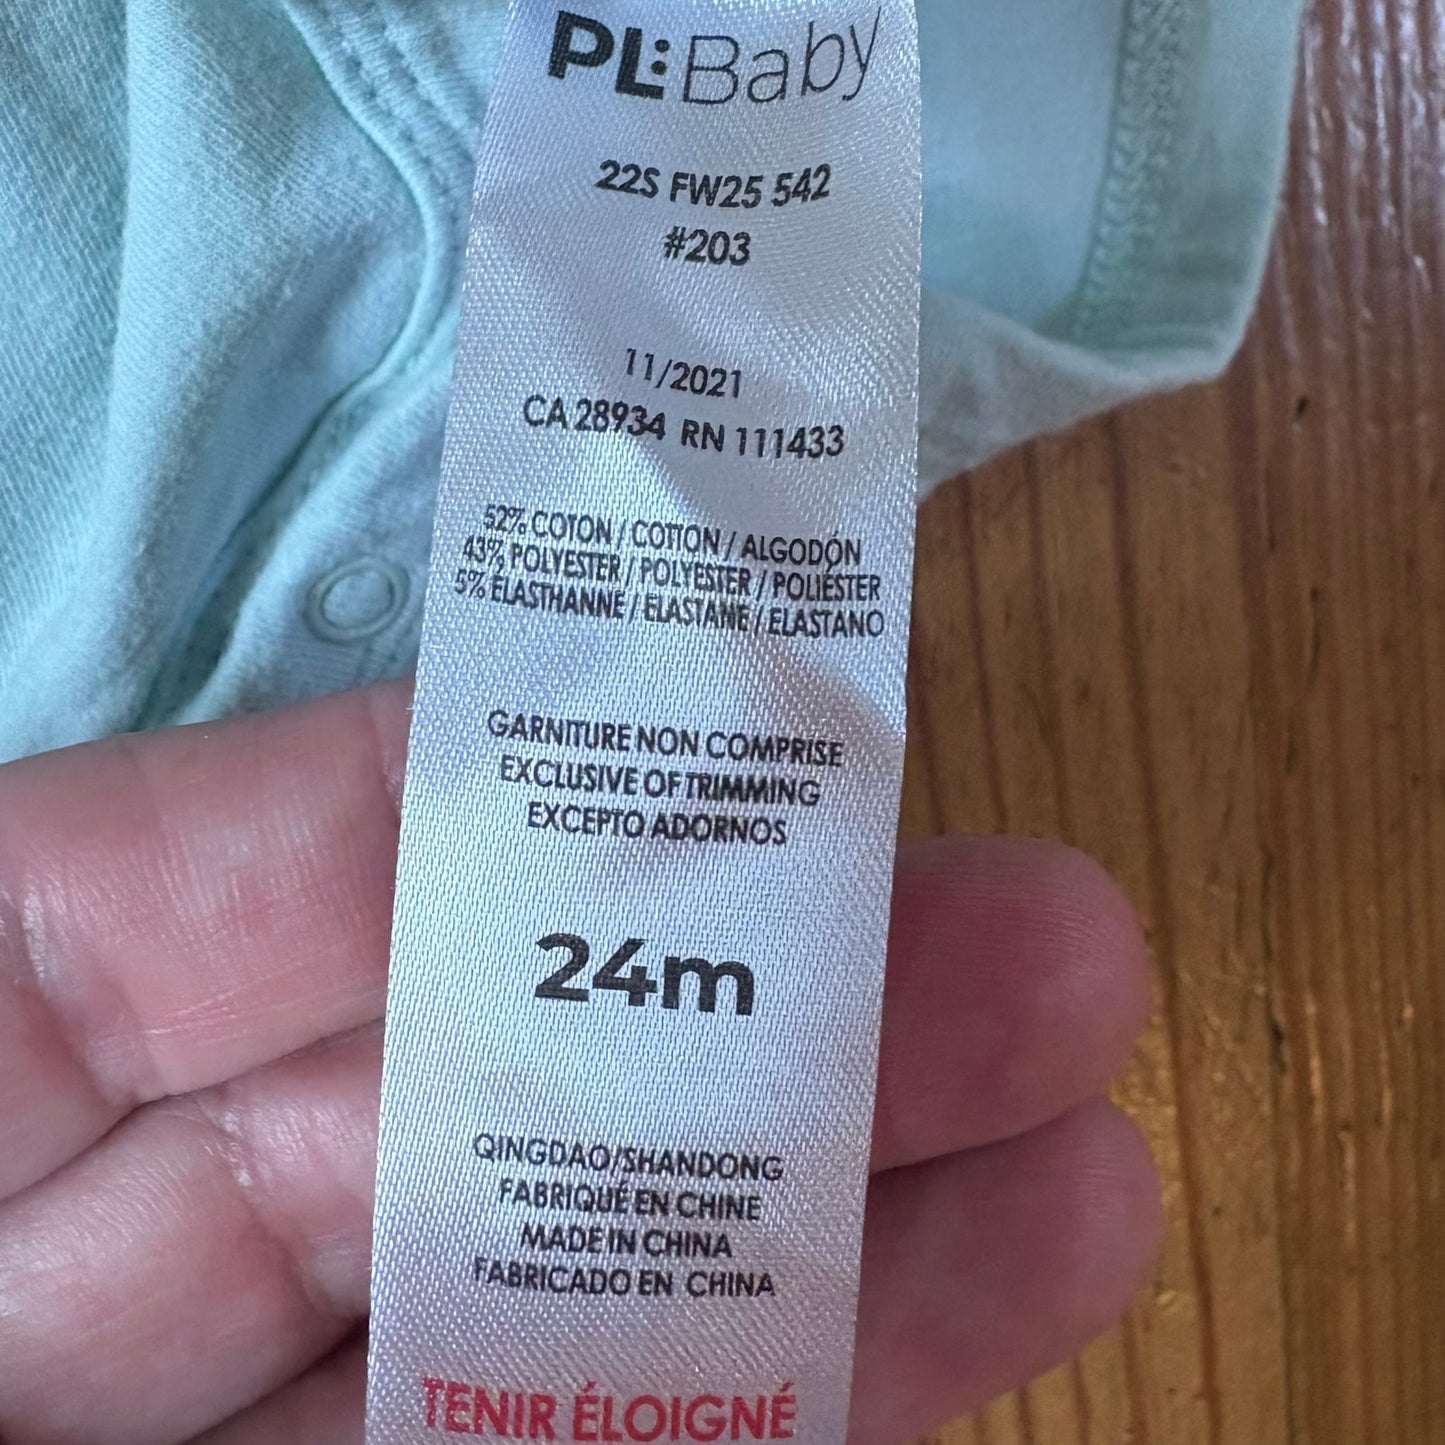 PL:Baby
22S FW25 542
#203
11/2021
CA 28934 RN 111433
52% COTON / COTTON / ALGODÓN
43% POLYESTER / POLYESTER / POLIÉSTER
5% ÉLASTHANNE / ELASTANE / ELASTANO
GARNITURE NON COMPRISE
EXCLUSIVE OF TRIMMING
EXCEPTO ADORNOS
24m
QINGDAO/SHANDONG
FABRIQUÉ EN CHINE
MADE IN CHINA
FABRICADO EN CHINA
TENIR ÉLOIGNÉ